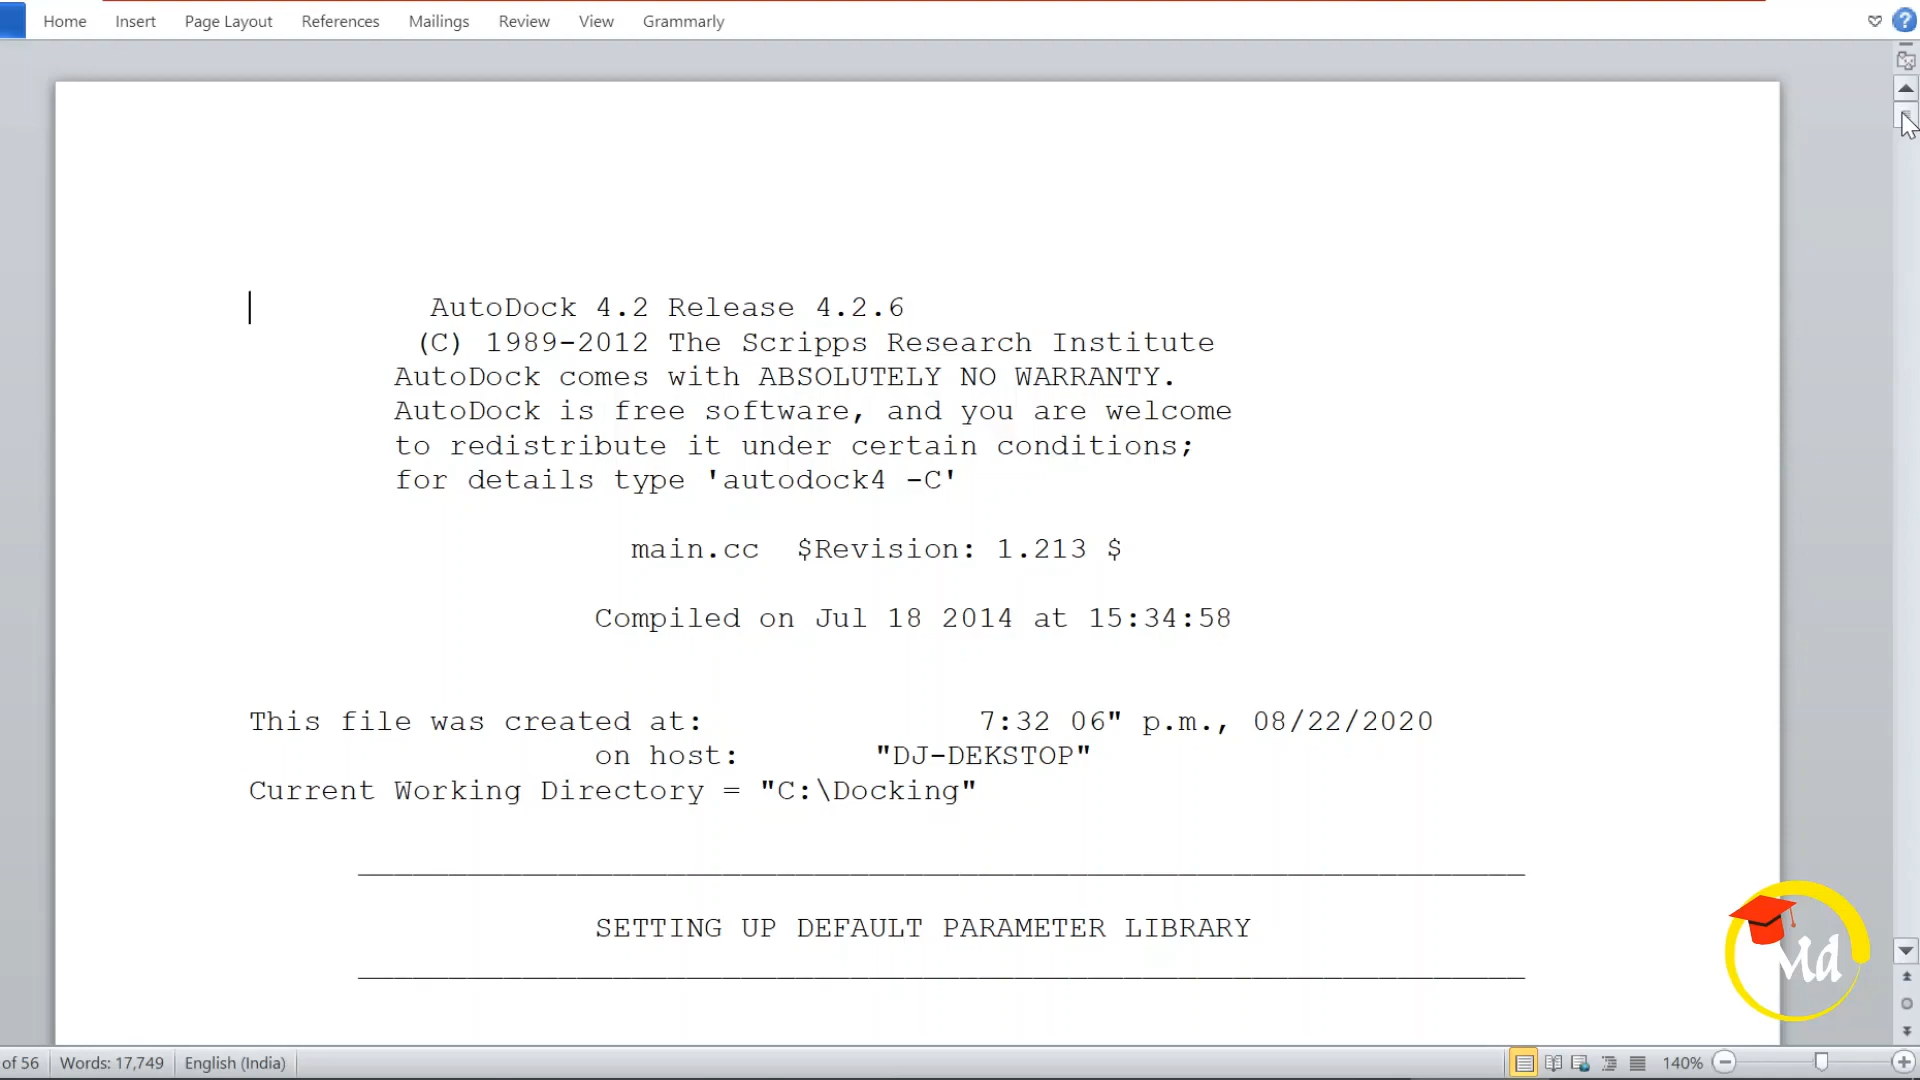 Home Insert Page Layout References Mailings Review View Grammarly
?
AutoDock 4.2 Release 4.2.6
(C) 1989-2012 The Scripps Research Institute
AutoDock comes with ABSOLUTELY NO WARRANTY.
AutoDock is free software, and you are welcome
to redistribute it under certain conditions;
for details type 'autodock4 -C'
main.cc $Revision: 1.213 $
Compiled on Jul 18 2014 at 15:34:58
This file was created at: 7:32 06" p.m., 08/22/2020
on host: "DJ-DEKSTOP"
Current Working Directory = "C:\Docking"
SETTING UP DEFAULT PARAMETER LIBRARY
Md
of 56 Words: 17,749 English (India) 140%